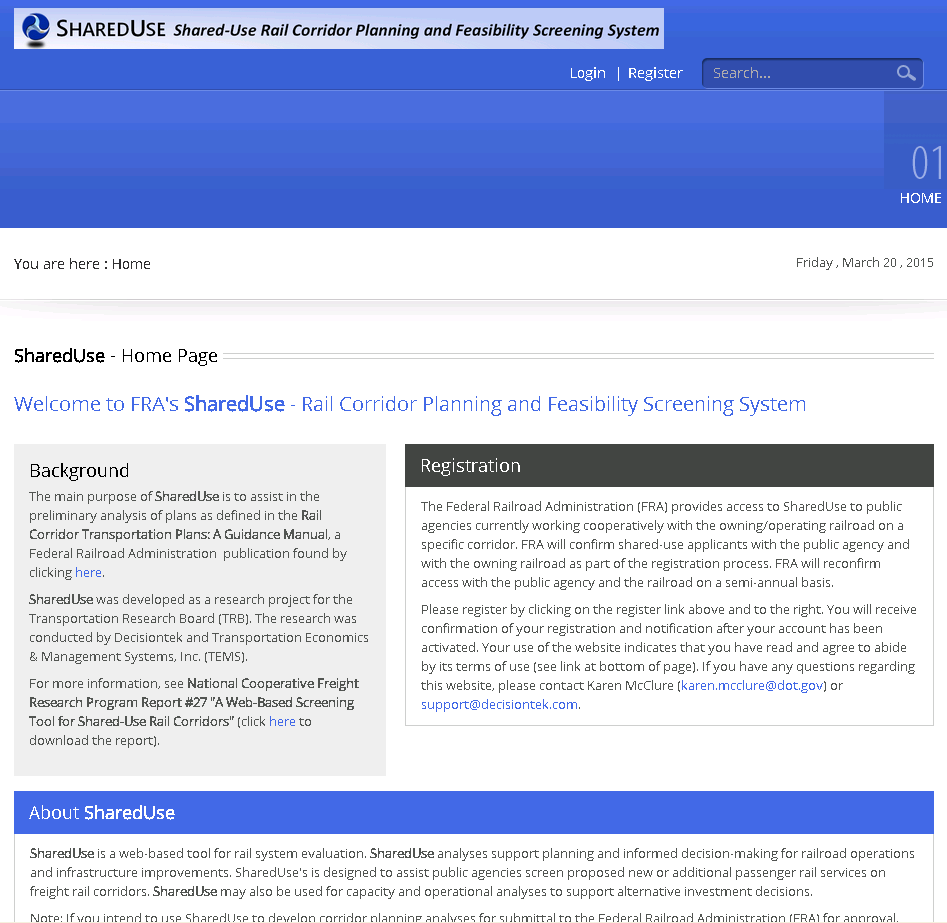 SHAREDUSE Shared-Use Rail Corridor Planning and Feasibility Screening System
Login | Register Search...
01
HOME
You are here : Home
Friday , March 20 , 2015
SharedUse - Home Page
Welcome to FRA's SharedUse - Rail Corridor Planning and Feasibility Screening System
Background
The main purpose of SharedUse is to assist in the
preliminary analysis of plans as defined in the Rail
Corridor Transportation Plans: A Guidance Manual, a
Federal Railroad Administration publication found by
clicking here.
SharedUse was developed as a research project for the
Transportation Research Board (TRB). The research was
conducted by Decisiontek and Transportation Economics
& Management Systems, Inc. (TEMS).
For more information, see National Cooperative Freight
Research Program Report #27 "A Web-Based Screening
Tool for Shared-Use Rail Corridors" (click here to
download the report).
Registration
The Federal Railroad Administration (FRA) provides access to SharedUse to public
agencies currently working cooperatively with the owning/operating railroad on a
specific corridor. FRA will confirm shared-use applicants with the public agency and
with the owning railroad as part of the registration process. FRA will reconfirm
access with the public agency and the railroad on a semi-annual basis.
Please register by clicking on the register link above and to the right. You will receive
confirmation of your registration and notification after your account has been
activated. Your use of the website indicates that you have read and agree to abide
by its terms of use (see link at bottom of page). If you have any questions regarding
this website, please contact Karen McClure (karen.mcclure@dot.gov) or
support@decisiontek.com.
About SharedUse
SharedUse is a web-based tool for rail system evaluation. SharedUse analyses support planning and informed decision-making for railroad operations
and infrastructure improvements. SharedUse's is designed to assist public agencies screen proposed new or additional passenger rail services on
freight rail corridors. SharedUse may also be used for capacity and operational analyses to support alternative investment decisions.
Note: If you intend to use SharedUse to develop corridor planning analyses for submittal to the Federal Railroad Administration (FRA) for approval,